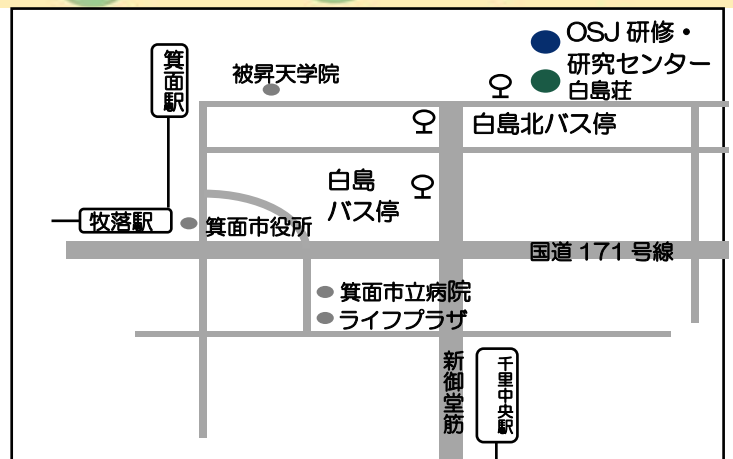 OSJ 研修・
研究センター
白島荘
箕面駅
被昇天学院
白島北バス停
白島
バス停
牧落駅
箕面市役所
国道 171 号線
箕面市立病院
ライフプラザ
新御堂筋
千里中央駅